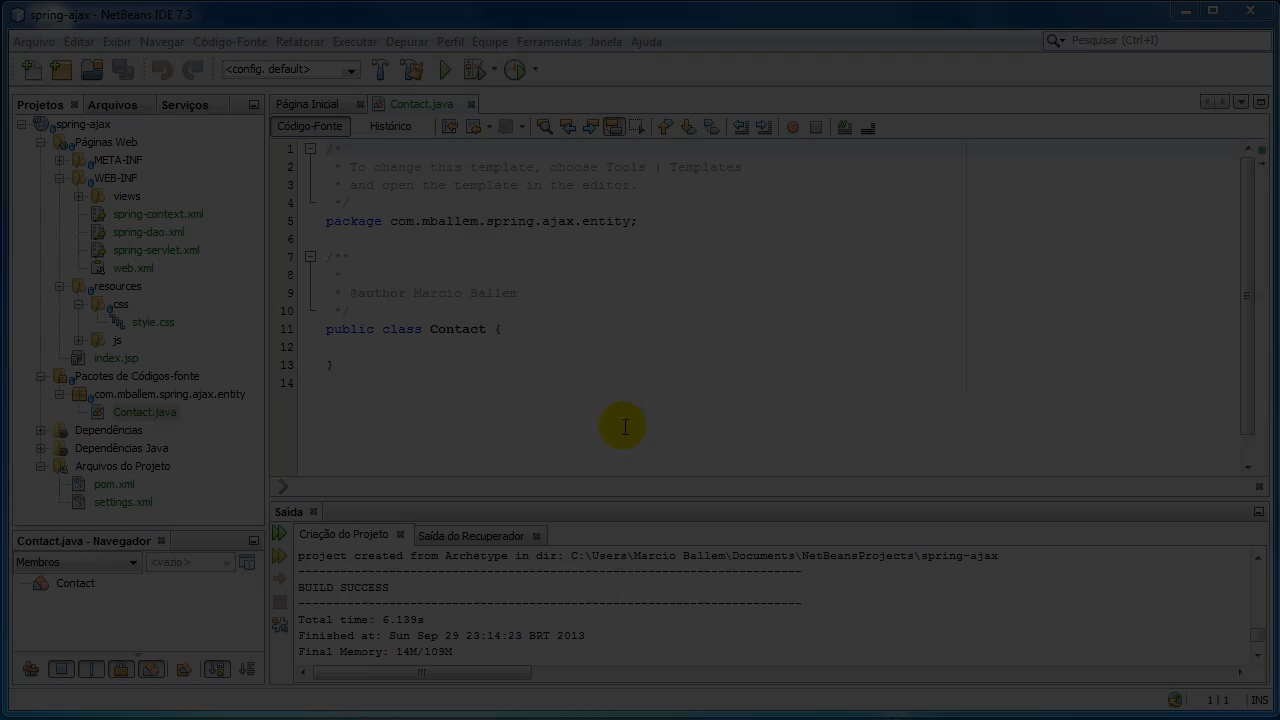 spring-ajax - NetBeans IDE 7.3
Arquivo Editar Exibir Navegar Código-Fonte Refatorar Executar Depurar Perfil Equipe Ferramentas Janela Ajuda
Pesquisar (Ctrl+I)
<config. default>
Projetos Arquivos Serviços
spring-ajax
Páginas Web
META-INF
WEB-INF
views
spring-context.xml
spring-dao.xml
spring-servlet.xml
web.xml
resources
css
style.css
js
index.jsp
Pacotes de Códigos-fonte
com.mballem.spring.ajax.entity
Contact.java
Dependências
Dependências Java
Arquivos do Projeto
pom.xml
settings.xml
Página Inicial Contact.java
Código-Fonte Histórico
1 /*
2 * To change this template, choose Tools | Templates
3 * and open the template in the editor.
4 */
5 package com.mballem.spring.ajax.entity;
6
7 /**
8 *
9 * @author Marcio Ballem
10 */
11 public class Contact {
12
13 }
14
Contact.java - Navegador
Membros <vazio>
Contact
Saída
Criação do Projeto Saída do Recuperador
project created from Archetype in dir: C:\Users\Marcio Ballem\Documents\NetBeansProjects\spring-ajax
------------------------------------------------------------------------
BUILD SUCCESS
------------------------------------------------------------------------
Total time: 6.139s
Finished at: Sun Sep 29 23:14:23 BRT 2013
Final Memory: 14M/109M
1 | 1 INS